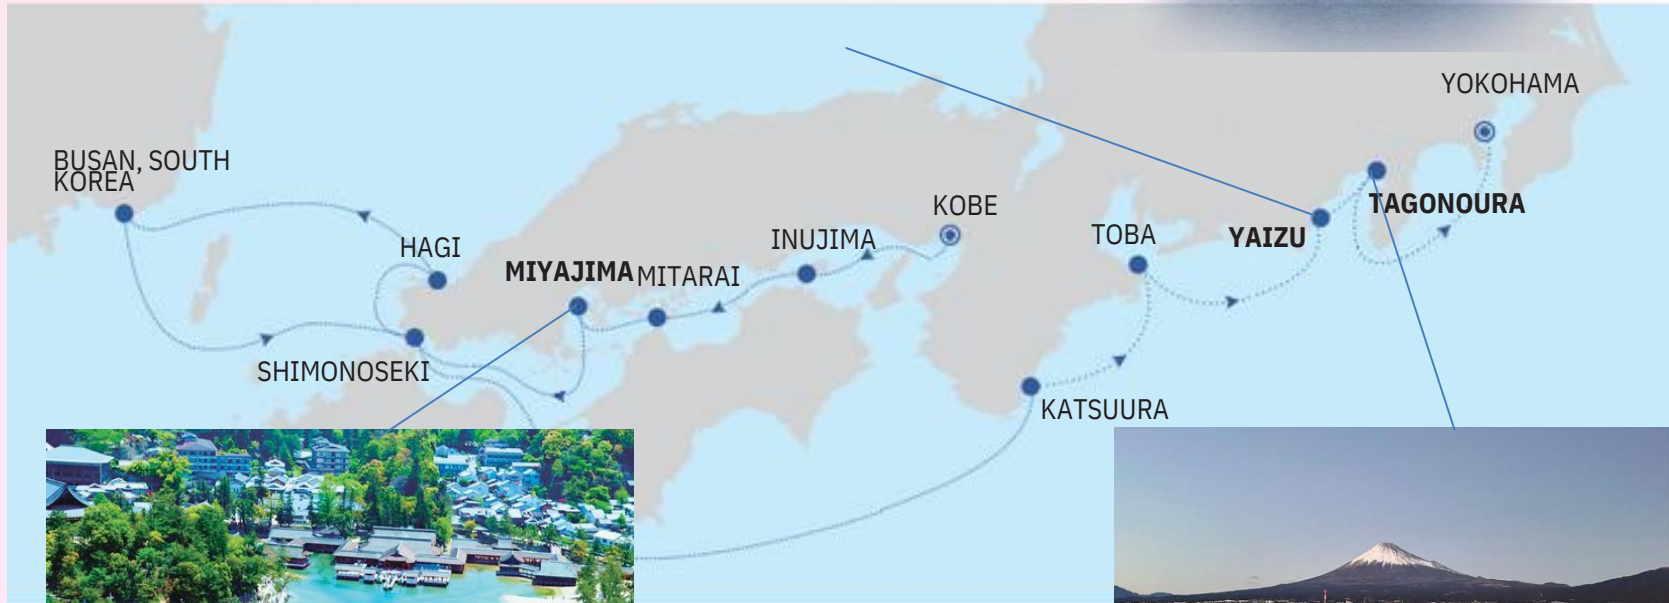 YOKOHAMA
BUSAN, SOUTH
KOREA
KOBE
TAGONOURA
HAGI
INUJIMA
TOBA
YAIZU
MIYAJIMA
MITARAI
SHIMONOSEKI
KATSUURA